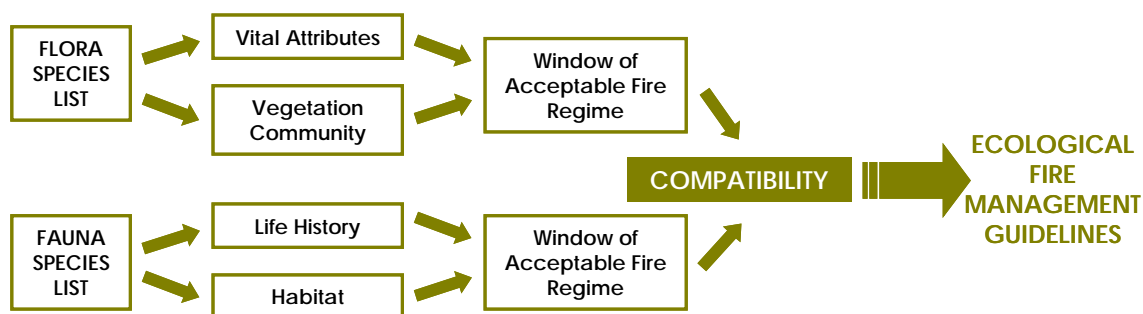 FLORA
SPECIES
LIST
Vital Attributes
Vegetation
Community
Window of
Acceptable Fire
Regime
FAUNA
SPECIES
LIST
Life History
Habitat
Window of
Acceptable Fire
Regime
COMPATIBILITY
ECOLOGICAL
FIRE
MANAGEMENT
GUIDELINES